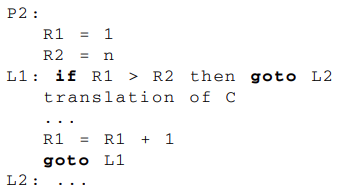 P2:
R1 = 1
R2 = n
L1: if R1 > R2 then goto L2
translation of C
...
R1 = R1 + 1
goto L1
L2: ...